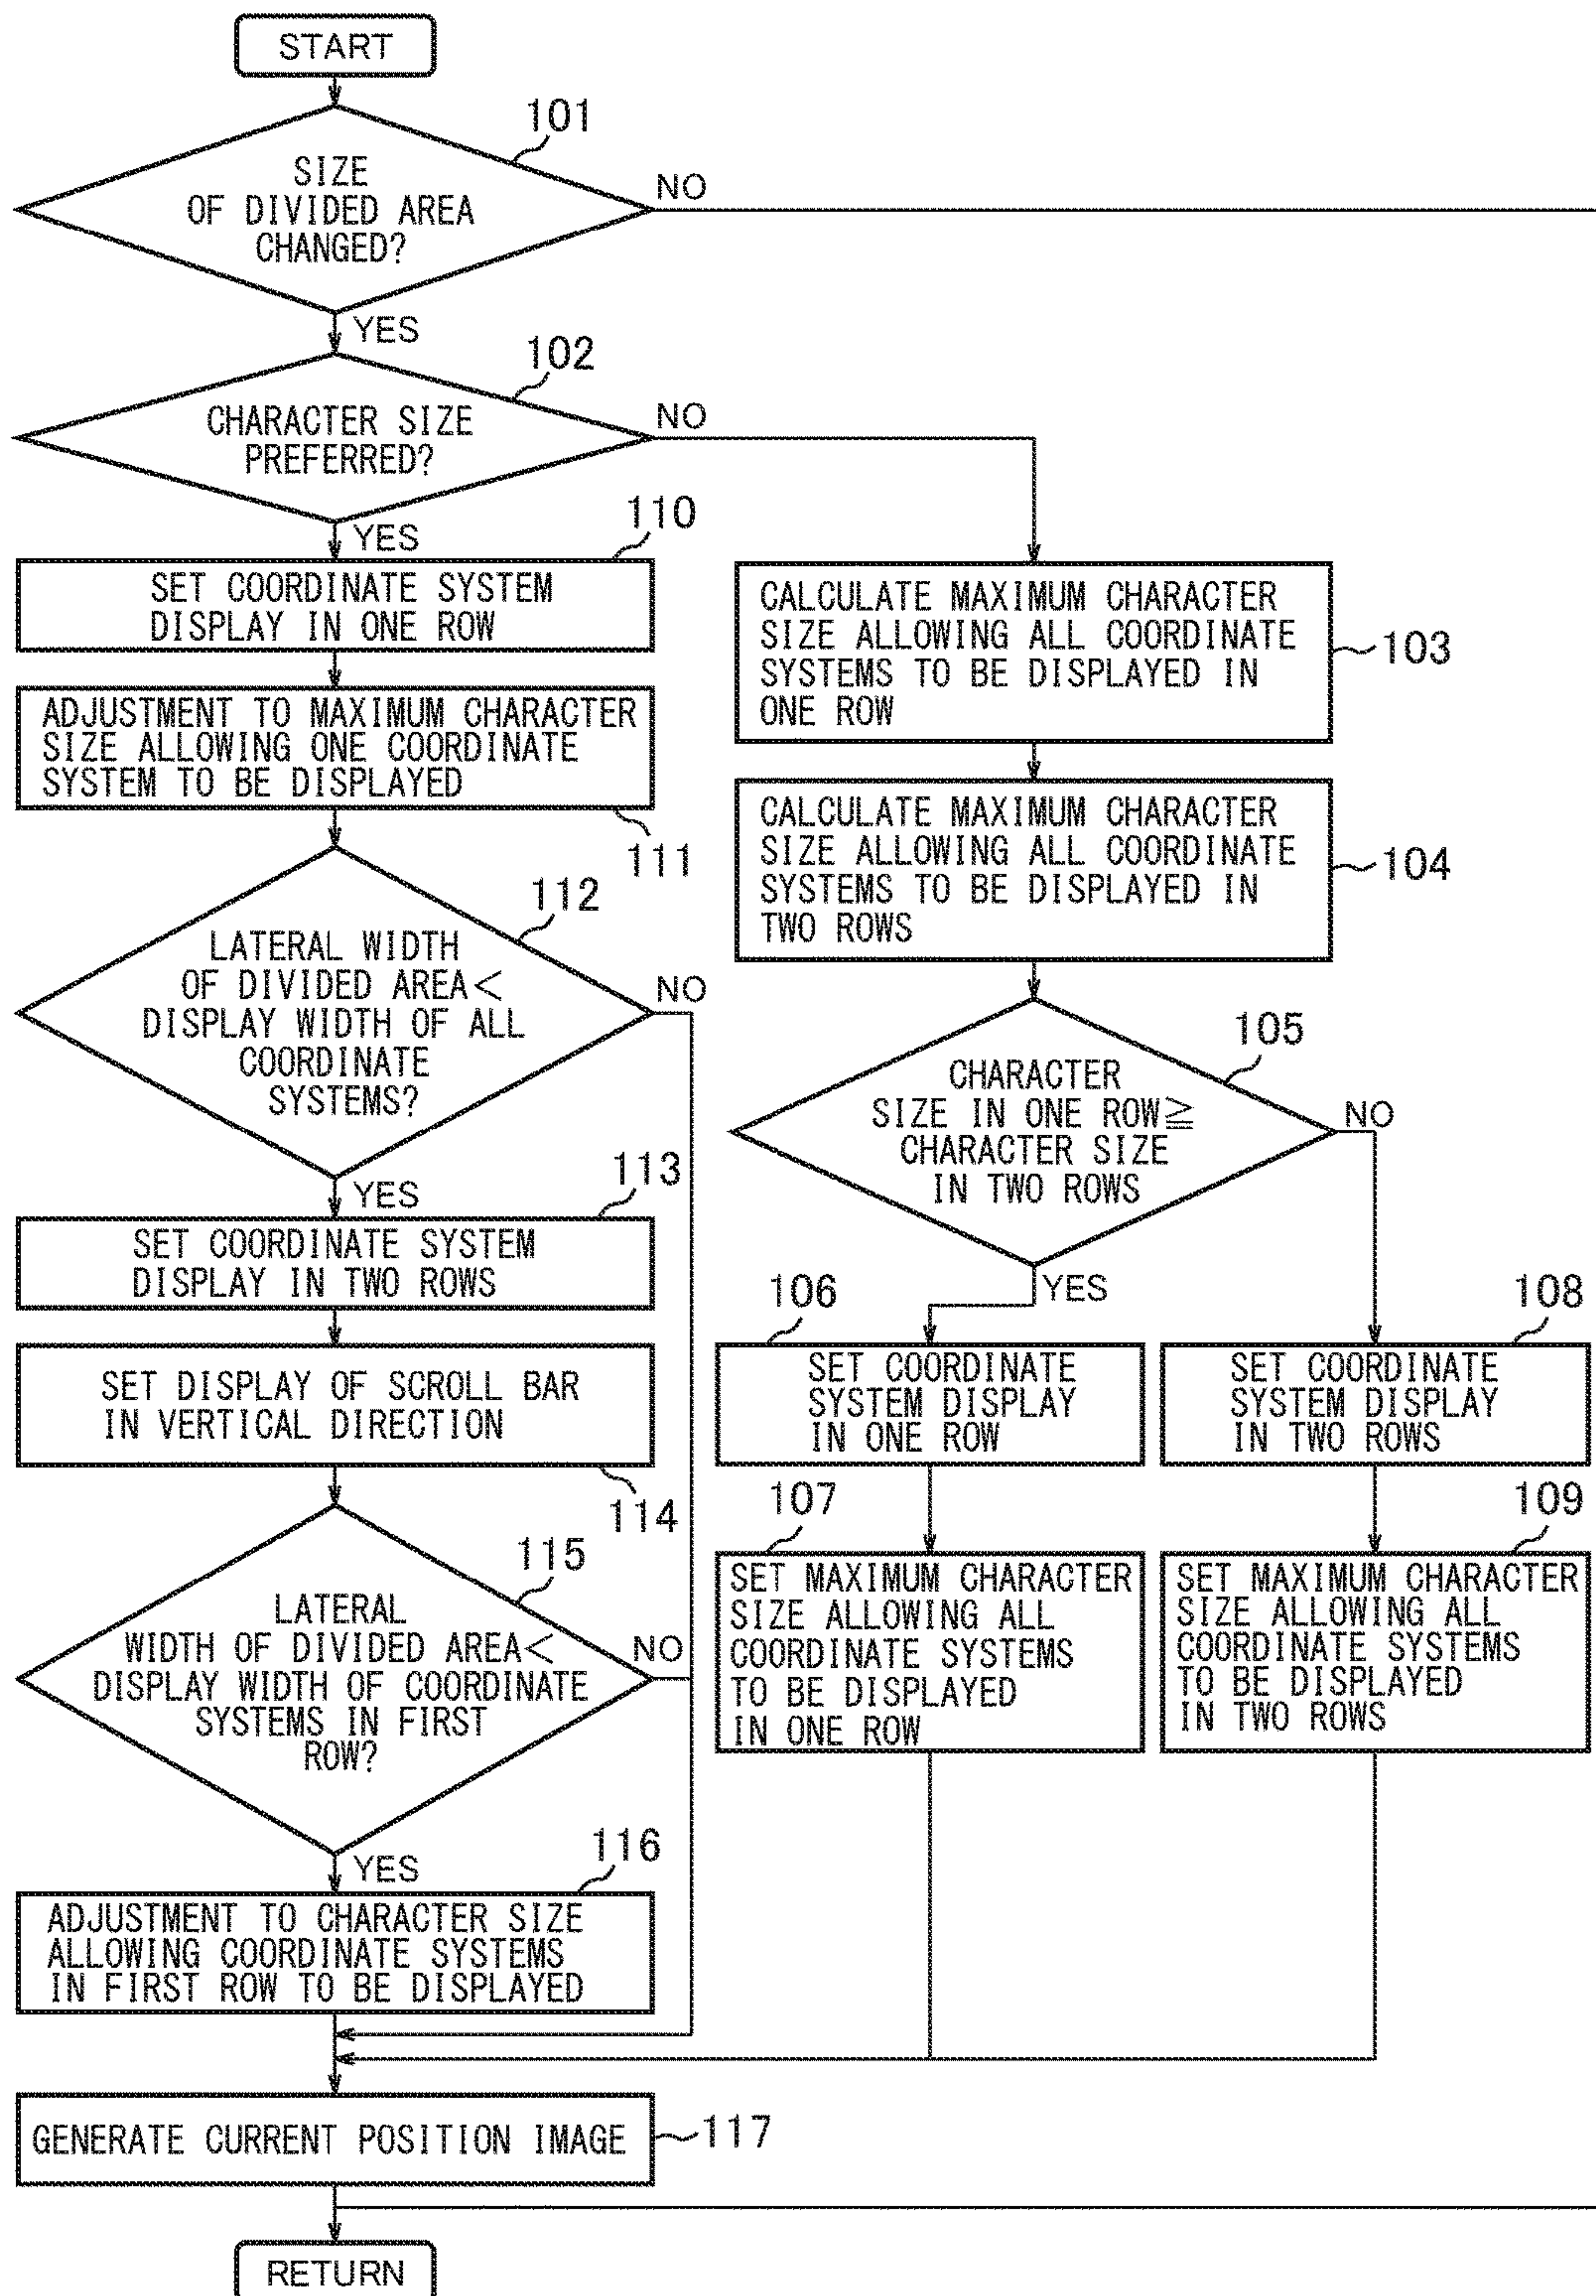 START
101
SIZE
OF DIVIDED AREA
CHANGED?
NO
YES
102
CHARACTER SIZE
PREFERRED?
NO
YES
110
SET COORDINATE SYSTEM
DISPLAY IN ONE ROW
ADJUSTMENT TO MAXIMUM CHARACTER
SIZE ALLOWING ONE COORDINATE
SYSTEM TO BE DISPLAYED
111
112
LATERAL WIDTH
OF DIVIDED AREA<
DISPLAY WIDTH OF ALL
COORDINATE
SYSTEMS?
NO
YES
113
SET COORDINATE SYSTEM
DISPLAY IN TWO ROWS
SET DISPLAY OF SCROLL BAR
IN VERTICAL DIRECTION
114
115
LATERAL
WIDTH OF DIVIDED AREA<
DISPLAY WIDTH OF COORDINATE
SYSTEMS IN FIRST
ROW?
NO
YES
116
ADJUSTMENT TO CHARACTER SIZE
ALLOWING COORDINATE SYSTEMS
IN FIRST ROW TO BE DISPLAYED
CALCULATE MAXIMUM CHARACTER
SIZE ALLOWING ALL COORDINATE
SYSTEMS TO BE DISPLAYED IN
ONE ROW
103
CALCULATE MAXIMUM CHARACTER
SIZE ALLOWING ALL COORDINATE
SYSTEMS TO BE DISPLAYED IN
TWO ROWS
104
105
CHARACTER
SIZE IN ONE ROW≧
CHARACTER SIZE
IN TWO ROWS
NO
YES
106
SET COORDINATE
SYSTEM DISPLAY
IN ONE ROW
107
SET MAXIMUM CHARACTER
SIZE ALLOWING ALL
COORDINATE SYSTEMS
TO BE DISPLAYED
IN ONE ROW
108
SET COORDINATE
SYSTEM DISPLAY
IN TWO ROWS
109
SET MAXIMUM CHARACTER
SIZE ALLOWING ALL
COORDINATE SYSTEMS
TO BE DISPLAYED
IN TWO ROWS
GENERATE CURRENT POSITION IMAGE
117
RETURN